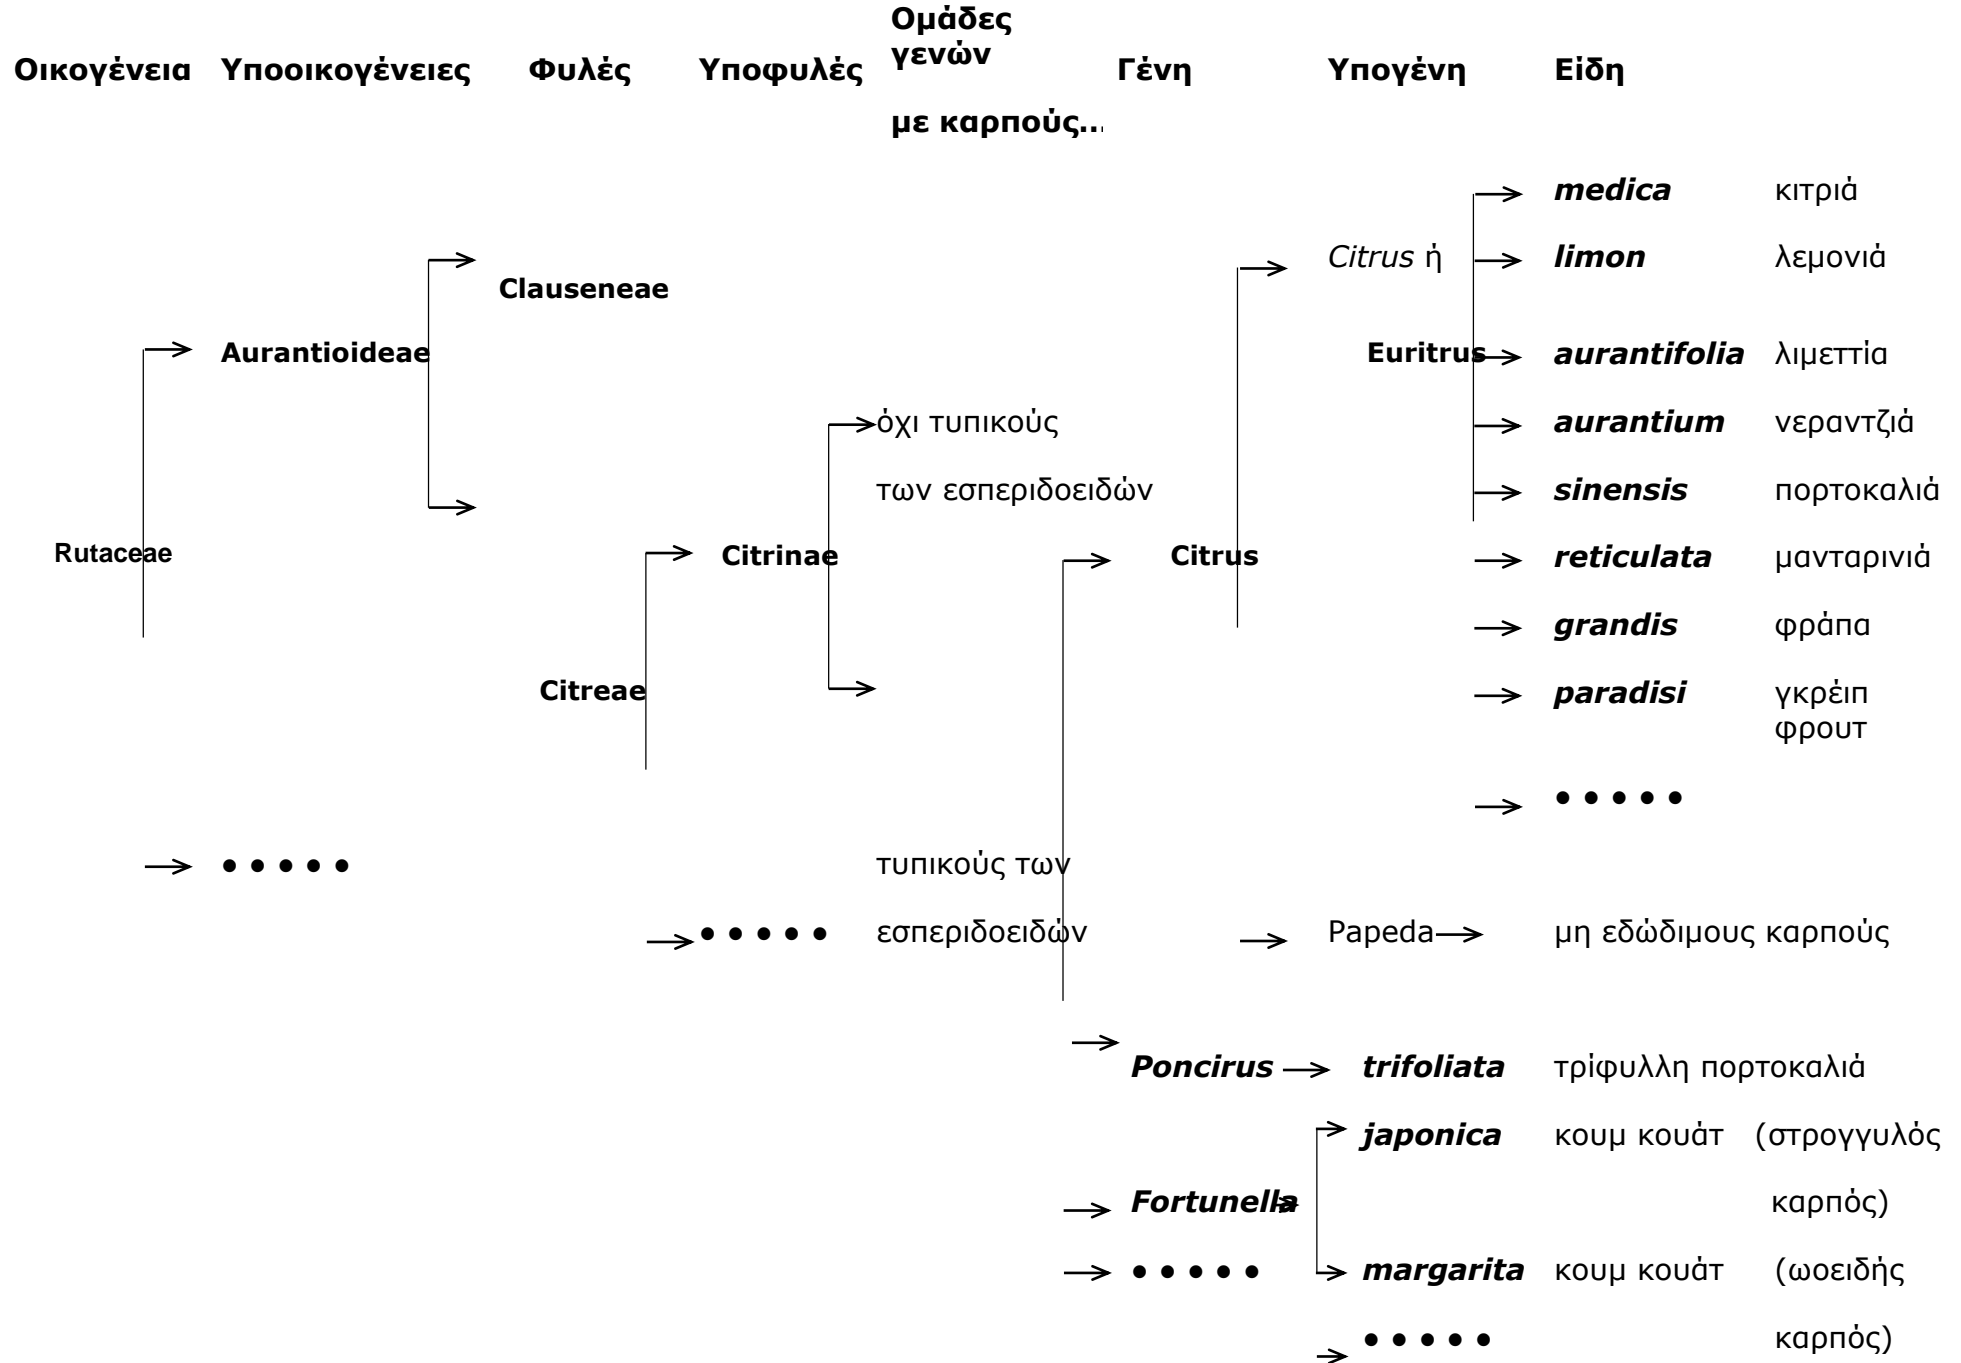 Ομάδες
γενών
Οικογένεια Υποοικογένειες Φυλές Υποφυλές Γένη Υπογένη Είδη
με καρπούς...
medica κιτριά
Citrus ή limon λεμονιά
Clauseneae
Aurantioideae Euritrus aurantifolia λιμεττία
όχι τυπικούς aurantium νεραντζιά
των εσπεριδοειδών sinensis πορτοκαλιά
Rutaceae Citrinae Citrus reticulata μανταρινιά
grandis φράπα
Citreae paradisi γκρέιπ
φρουτ
• • • • •
• • • • • τυπικούς των
• • • • • εσπεριδοειδών Papeda μη εδώδιμους καρπούς
Poncirus trifoliata τρίφυλλη πορτοκαλιά
japonica κουμ κουάτ (στρογγυλός
Fortunella καρπός)
• • • • • margarita κουμ κουάτ (ωοειδής
• • • • • καρπός)